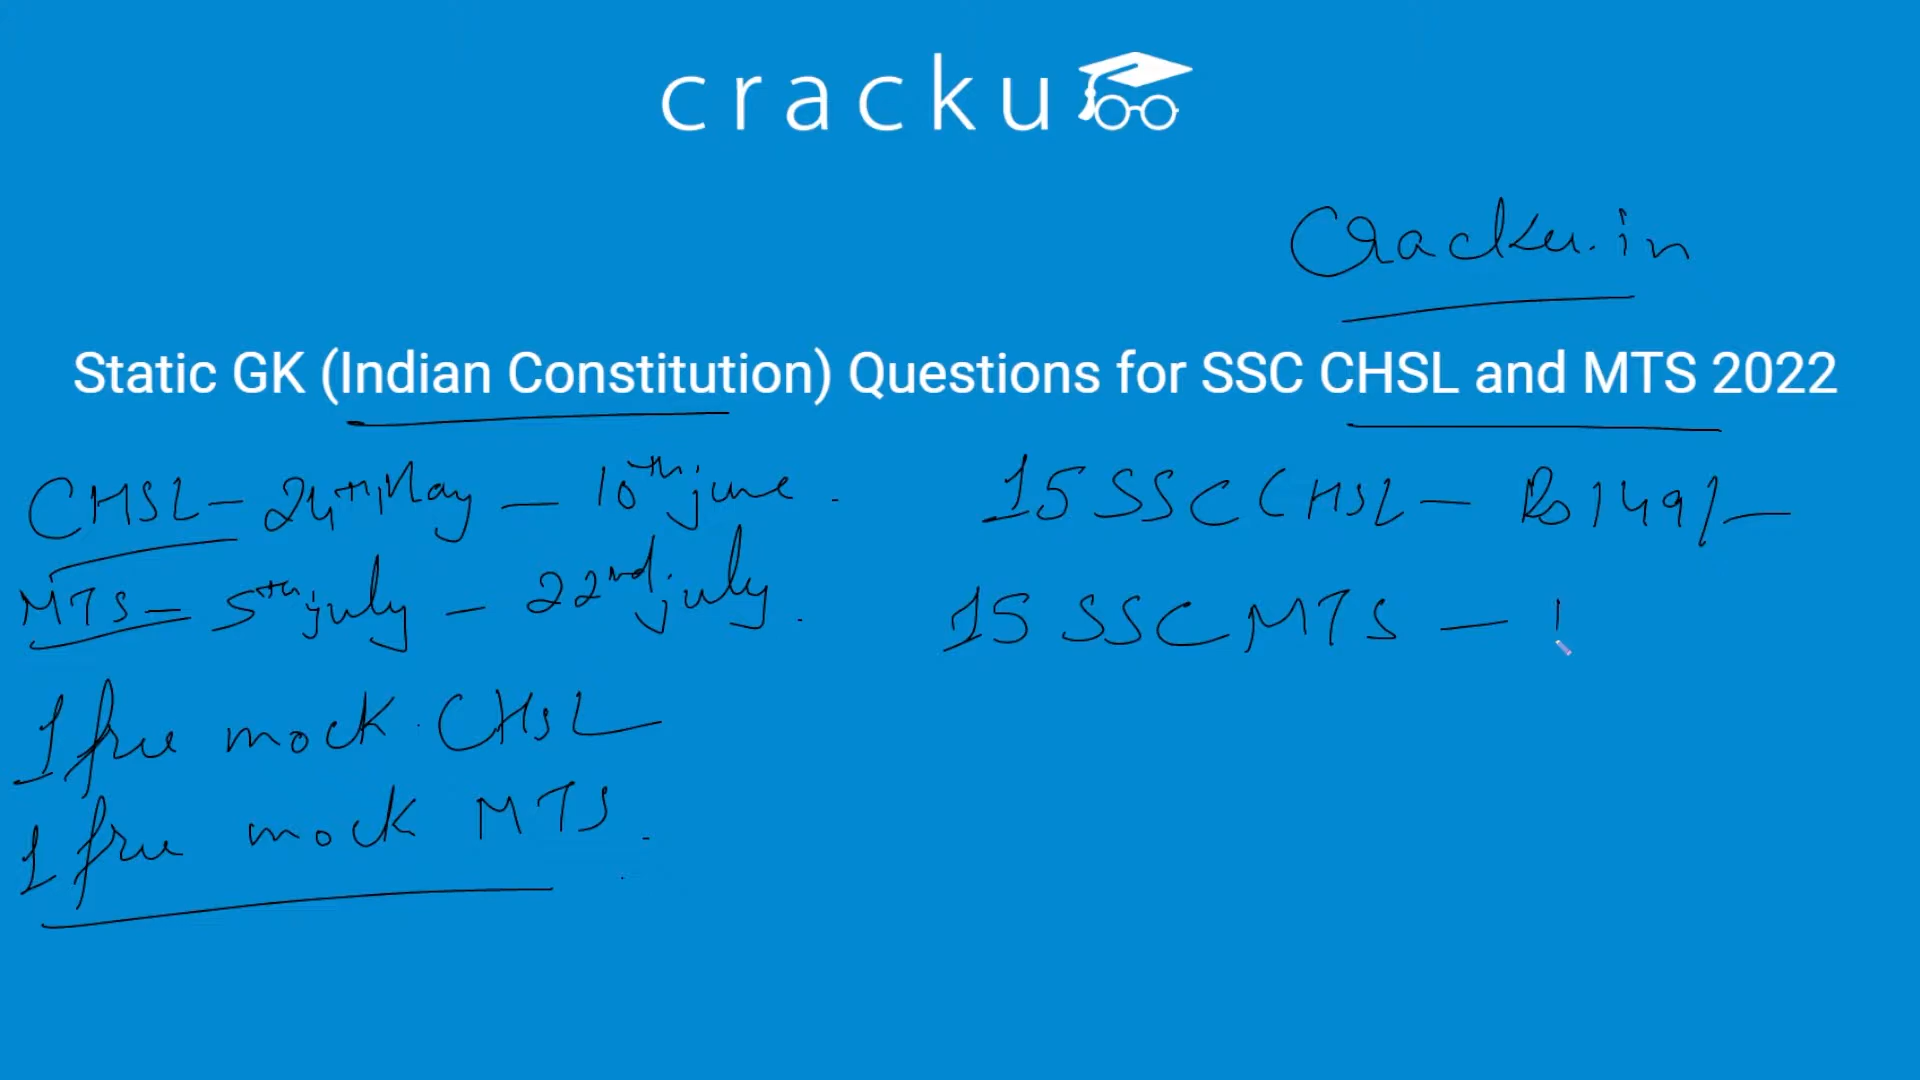 cracku
Cracku.in
Static GK (Indian Constitution) Questions for SSC CHSL and MTS 2022
CHSL - 24th May - 10th june.
MTS - 5th july - 22nd july.
1 free mock CHSL
1 free mock MTS.
15 SSC CHSL - Rs 149/-
15 SSC MTS -